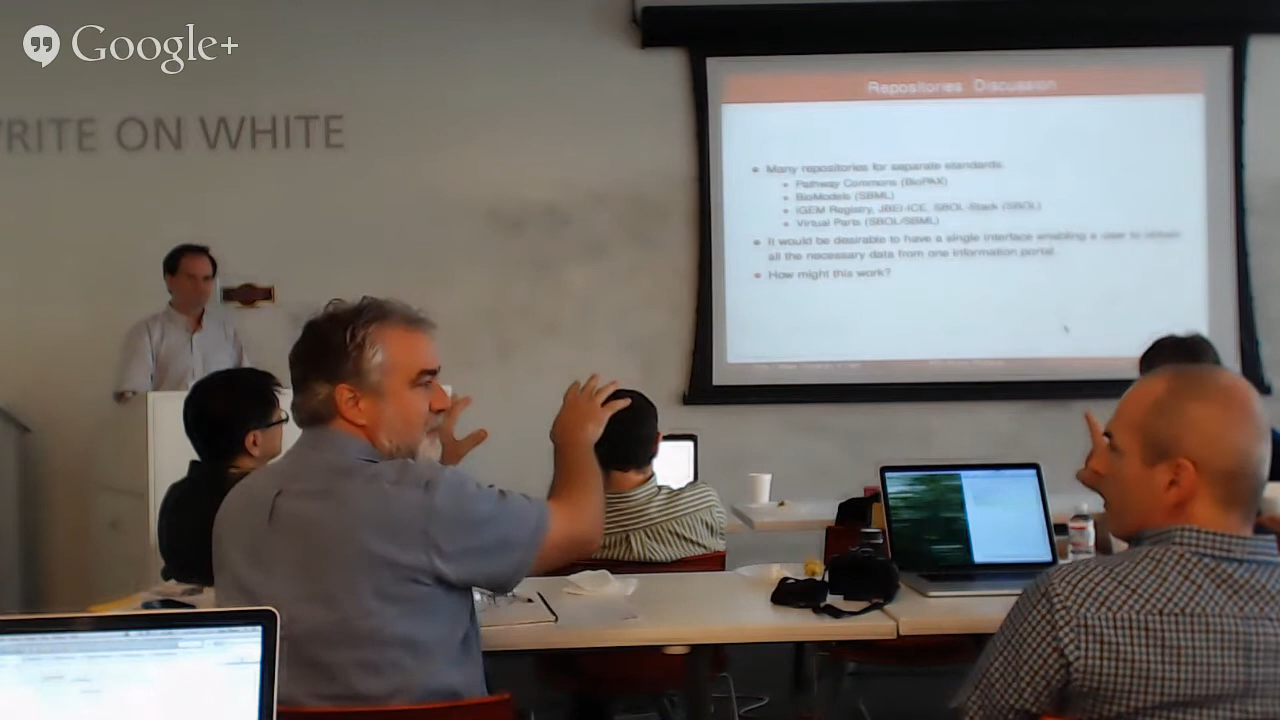 Google+
RITE ON WHITE
Repositories Discussion
Many repositories for separate standards.
Pathway Commons (BioPAX)
BioModels (SBML)
iGEM Registry, JBEI-ICE, SBOL-Stack (SBOL)
Virtual Parts (SBOL/SBML)
It would be desirable to have a single interface enabling a user to obtain
all the necessary data from one information portal.
How might this work?